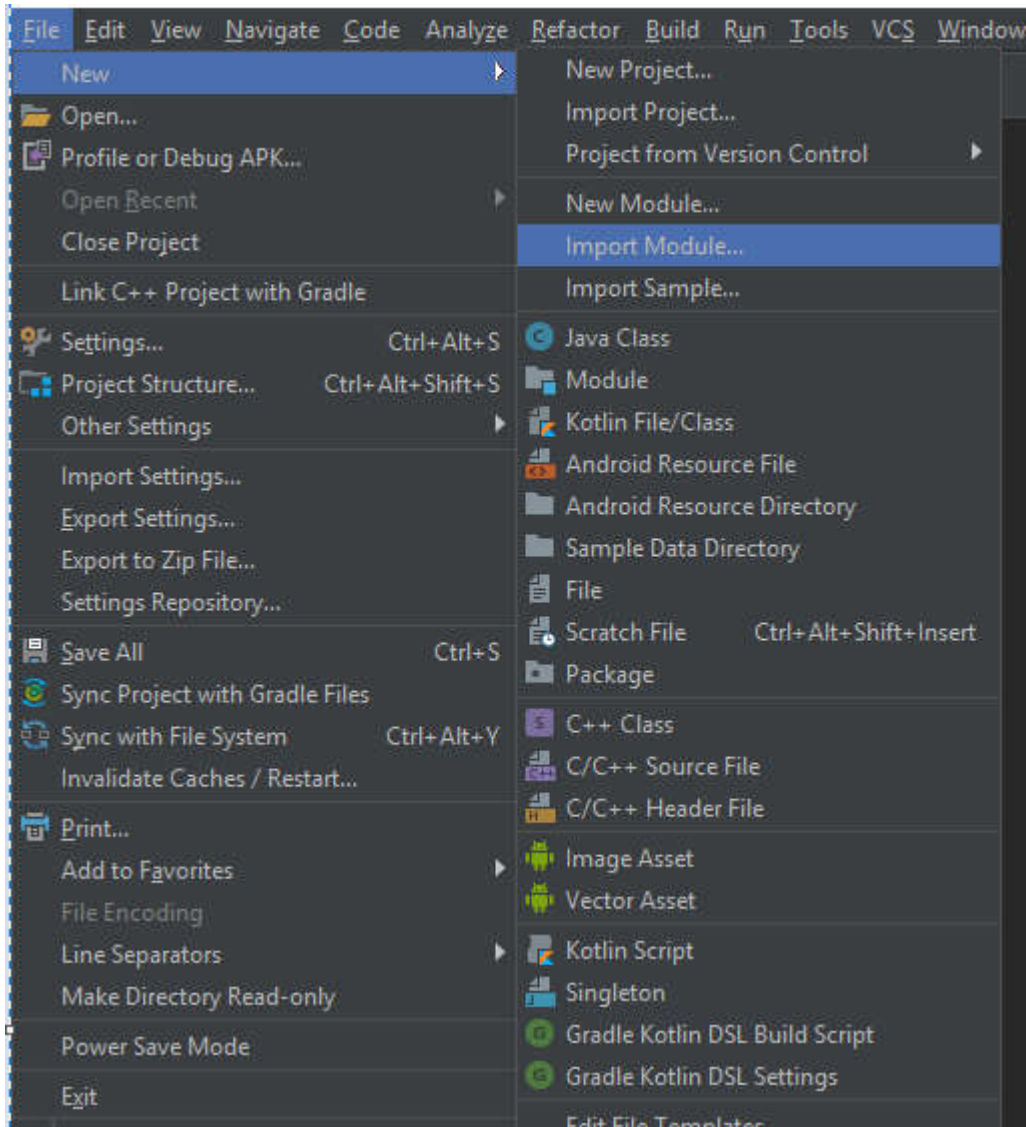 File Edit View Navigate Code Analyze Refactor Build Run Tools VCS Window
New
Open...
Profile or Debug APK...
Open Recent
Close Project
Link C++ Project with Gradle
Settings... Ctrl+Alt+S
Project Structure... Ctrl+Alt+Shift+S
Other Settings
Import Settings...
Export Settings...
Export to Zip File...
Settings Repository...
Save All Ctrl+S
Sync Project with Gradle Files
Sync with File System Ctrl+Alt+Y
Invalidate Caches / Restart...
Print...
Add to Favorites
File Encoding
Line Separators
Make Directory Read-only
Power Save Mode
Exit
New Project...
Import Project...
Project from Version Control
New Module...
Import Module...
Import Sample...
Java Class
Module
Kotlin File/Class
Android Resource File
Android Resource Directory
Sample Data Directory
File
Scratch File Ctrl+Alt+Shift+Insert
Package
C++ Class
C/C++ Source File
C/C++ Header File
Image Asset
Vector Asset
Kotlin Script
Singleton
Gradle Kotlin DSL Build Script
Gradle Kotlin DSL Settings
Edit File Templates